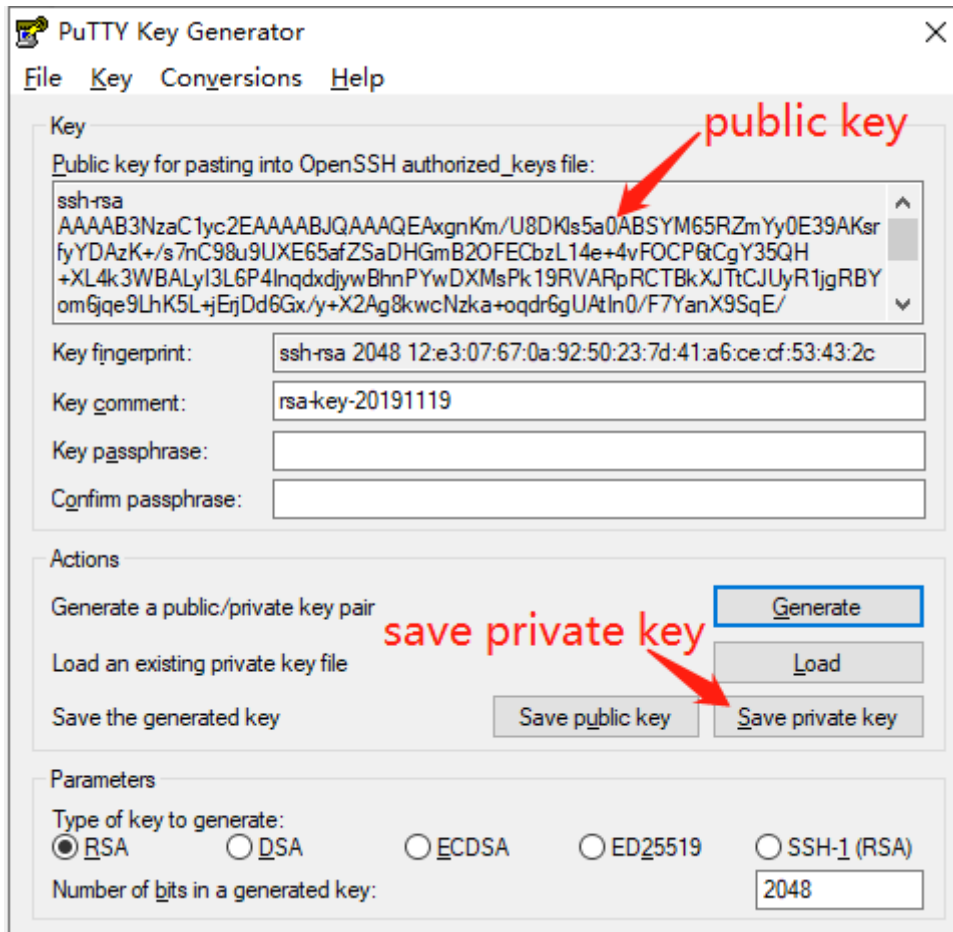 PuTTY Key Generator
File Key Conversions Help
Key
public key
Public key for pasting into OpenSSH authorized_keys file:
ssh-rsa
AAAAB3NzaC1yc2EAAAABJQAAAQEAxgnKm/U8DKls5a0ABSYM65RZmYy0E39AKsr
fyYDAzK+/s7nC98u9UXE65afZSaDHGmB2OFECbzL14e+4vFOCP6tCgY35QH
+XL4k3WBALyI3L6P4lnqdxdjywBhnPYwDXMsPk19RVARpRCTBkXJTtCJUyR1jgRBY
om6jqe9LhK5L+jErjDd6Gx/y+X2Ag8kwcNzka+oqdr6gUAtIn0/F7YanX9SqE/
Key fingerprint: ssh-rsa 2048 12:e3:07:67:0a:92:50:23:7d:41:a6:ce:cf:53:43:2c
Key comment: rsa-key-20191119
Key passphrase:
Confirm passphrase:
Actions
Generate a public/private key pair Generate
save private key
Load an existing private key file Load
Save the generated key Save public key Save private key
Parameters
Type of key to generate:
RSA DSA ECDSA ED25519 SSH-1 (RSA)
Number of bits in a generated key: 2048